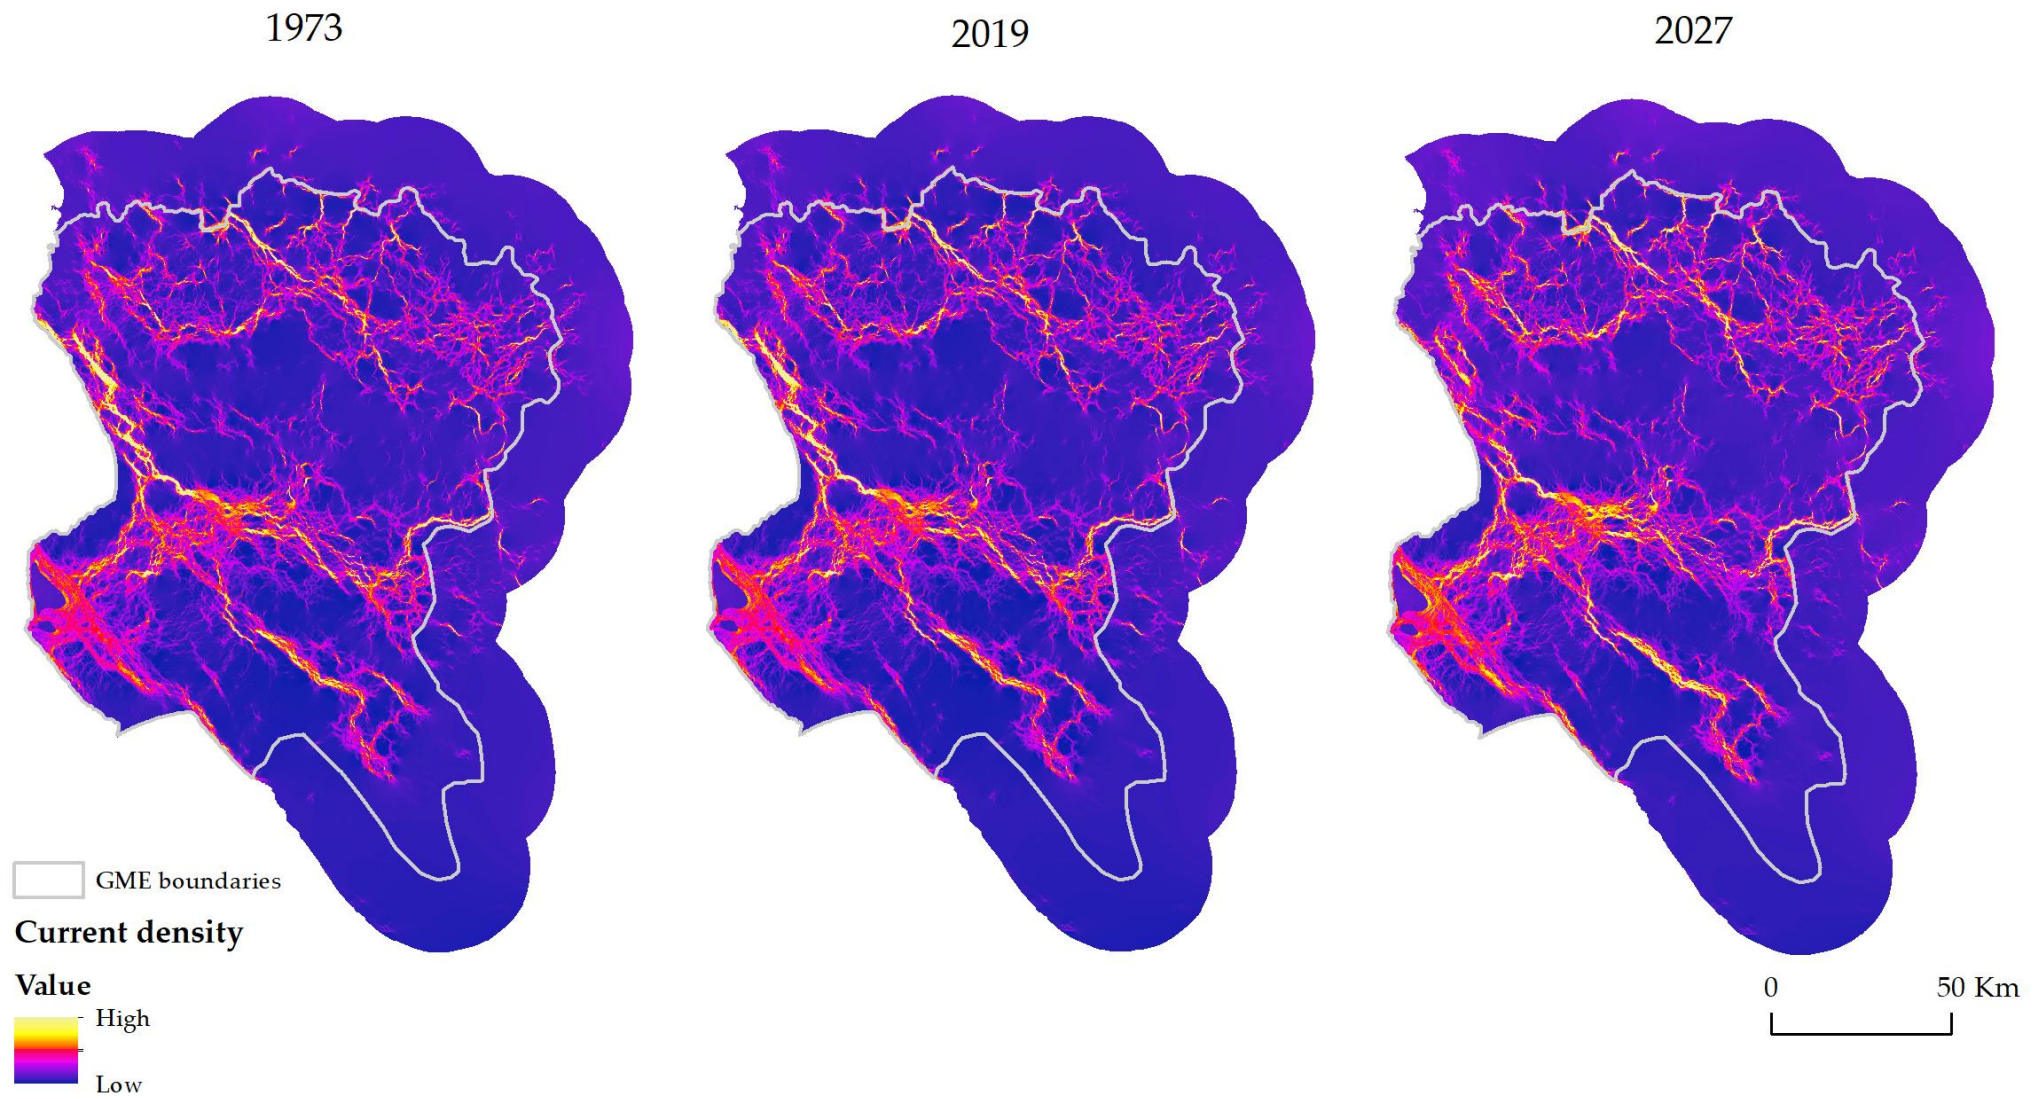 1973
2019
2027
GME boundaries
Current density
Value
High
Low
0 50 Km